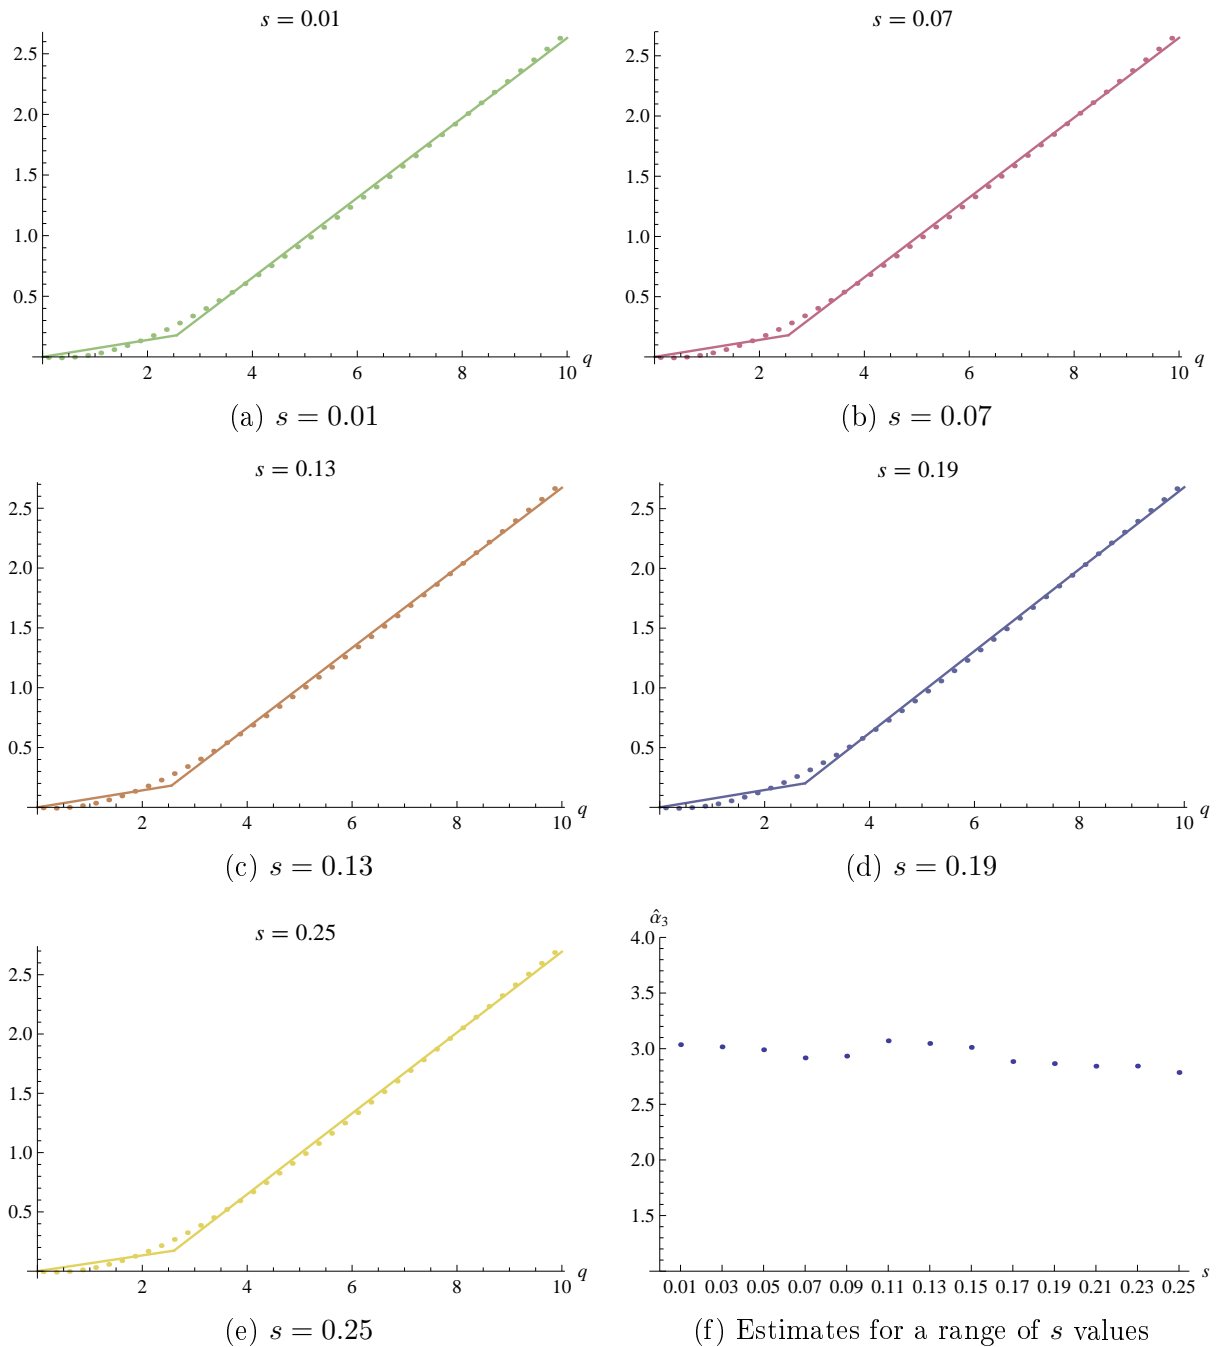 s = 0.01
2.5
2.0
1.5
1.0
0.5
2 4 6 8 10 q
(a) s = 0.01
s = 0.07
2.5
2.0
1.5
1.0
0.5
2 4 6 8 10 q
(b) s = 0.07
s = 0.13
2.5
2.0
1.5
1.0
0.5
2 4 6 8 10 q
(c) s = 0.13
s = 0.19
2.5
2.0
1.5
1.0
0.5
2 4 6 8 10 q
(d) s = 0.19
s = 0.25
2.5
2.0
1.5
1.0
0.5
2 4 6 8 10 q
(e) s = 0.25
α̂₃
4.0
3.5
3.0
2.5
2.0
1.5
0.01 0.03 0.05 0.07 0.09 0.11 0.13 0.15 0.17 0.19 0.21 0.23 0.25 s
(f) Estimates for a range of s values